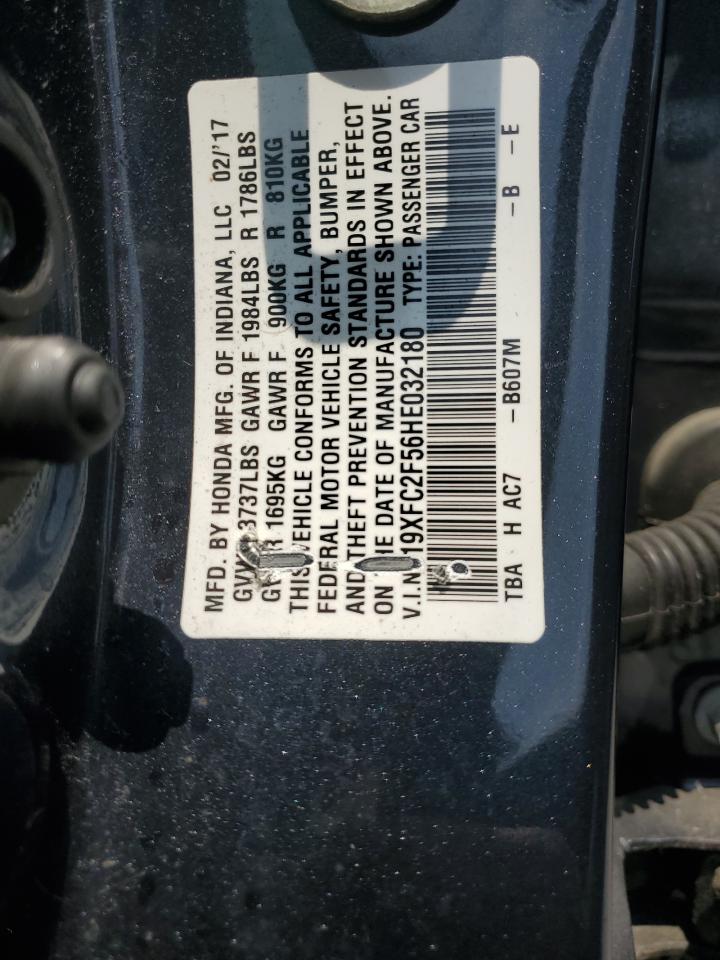 MFD. BY HONDA MFG. OF INDIANA, LLC 02/'17
3737LBS GAWR F 1984LBS R 1786LBS
1695KG GAWR F 900KG R 810KG
THIS VEHICLE CONFORMS TO ALL APPLICABLE
FEDERAL MOTOR VEHICLE SAFETY, BUMPER,
AND THEFT PREVENTION STANDARDS IN EFFECT
ON THE DATE OF MANUFACTURE SHOWN ABOVE.
V.I.N. 19XFC2F56HE032180 TYPE: PASSENGER CAR
TBA H AC7 -B607M -B -E